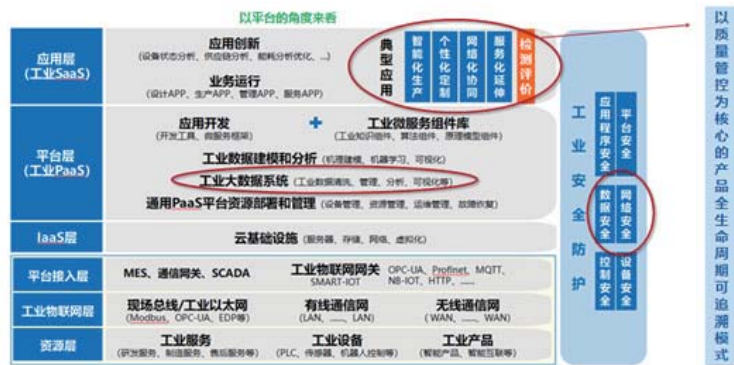 以平台的角度来看
应用层
(工业SaaS)
应用创新
(设备状态分析、供应链分析、能耗分析优化、...)
业务运行
(设计APP、生产APP、管理APP、服务APP)
典型应用
智能化生产
个性化定制
网络化协同
服务化延伸
检测评价
平台层
(工业PaaS)
应用开发
(开发工具、微服务框架)
+
工业微服务组件库
(工业知识组件、算法组件、原理模型组件)
工业数据建模和分析 (机理建模、机器学习、可视化)
工业大数据系统 (工业数据清洗、管理、分析、可视化等)
通用PaaS平台资源部署和管理 (设备管理、资源管理、运维管理、故障恢复)
IaaS层
云基础设施 (服务器、存储、网络、虚拟化)
平台接入层
MES、通信网关、SCADA
工业物联网网关
SMART-IOT
OPC-UA、Profinet、MQTT、
NB-IOT、HTTP、......
工业物联网层
现场总线/工业以太网
(Modbus、OPC-UA、EDP等)
有线通信网
(LAN、......、LAN)
无线通信网
(WAN、......、WAN)
资源层
工业服务
(研发服务、制造服务、售后服务等)
工业设备
(PLC、传感器、机器人控制等)
工业产品
(智能产品、智能互联等)
工业安全防护
应用程序安全
平台安全
数据安全
网络安全
控制安全
设备安全
以质量管控为核心的产品全生命周期可追溯模式